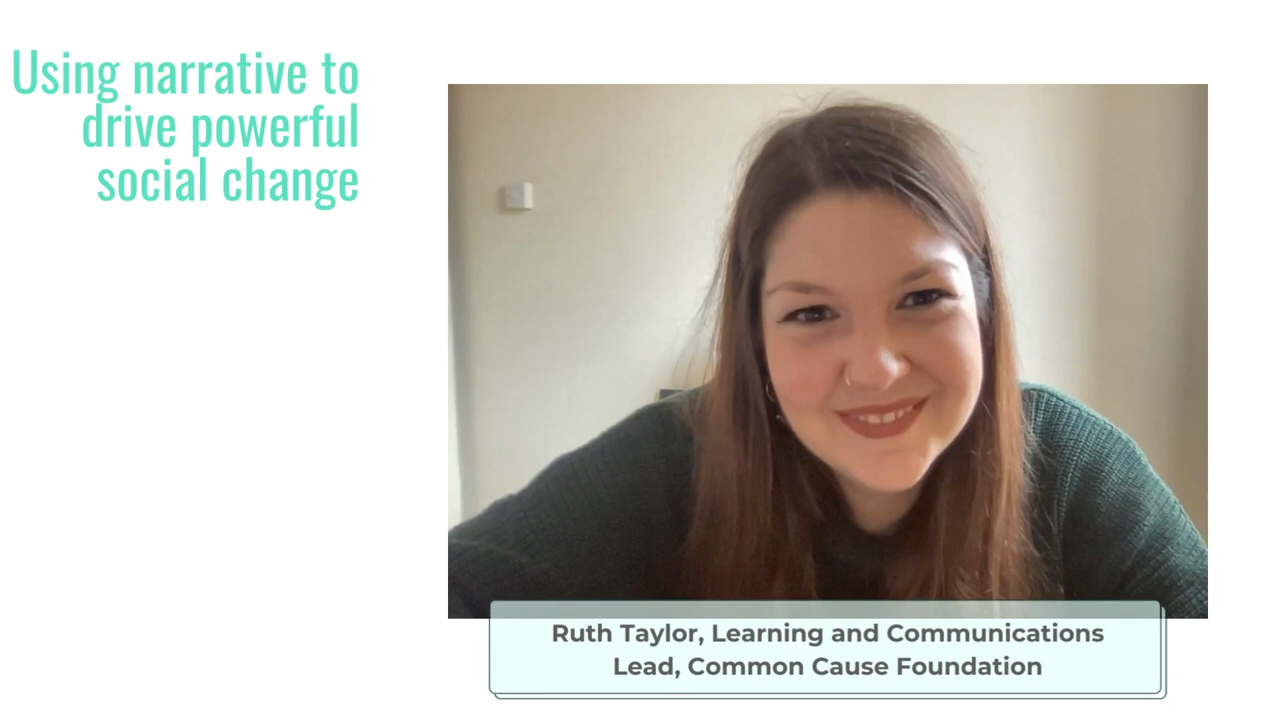 Using narrative to
drive powerful
social change
Ruth Taylor, Learning and Communications
Lead, Common Cause Foundation